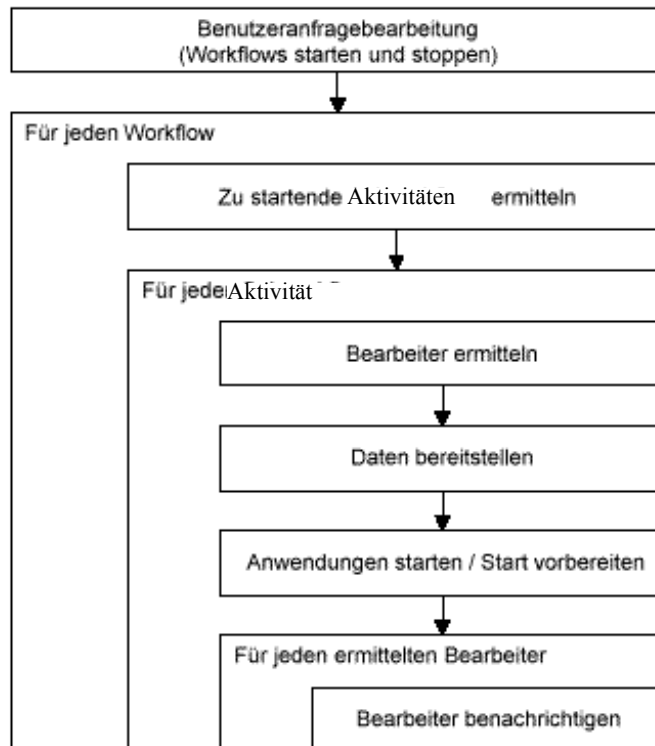 Benutzeranfragebearbeitung
(Workflows starten und stoppen)
Für jeden Workflow
Zu startende Aktivitäten ermitteln
Für jede Aktivität
Bearbeiter ermitteln
Daten bereitstellen
Anwendungen starten / Start vorbereiten
Für jeden ermittelten Bearbeiter
Bearbeiter benachrichtigen